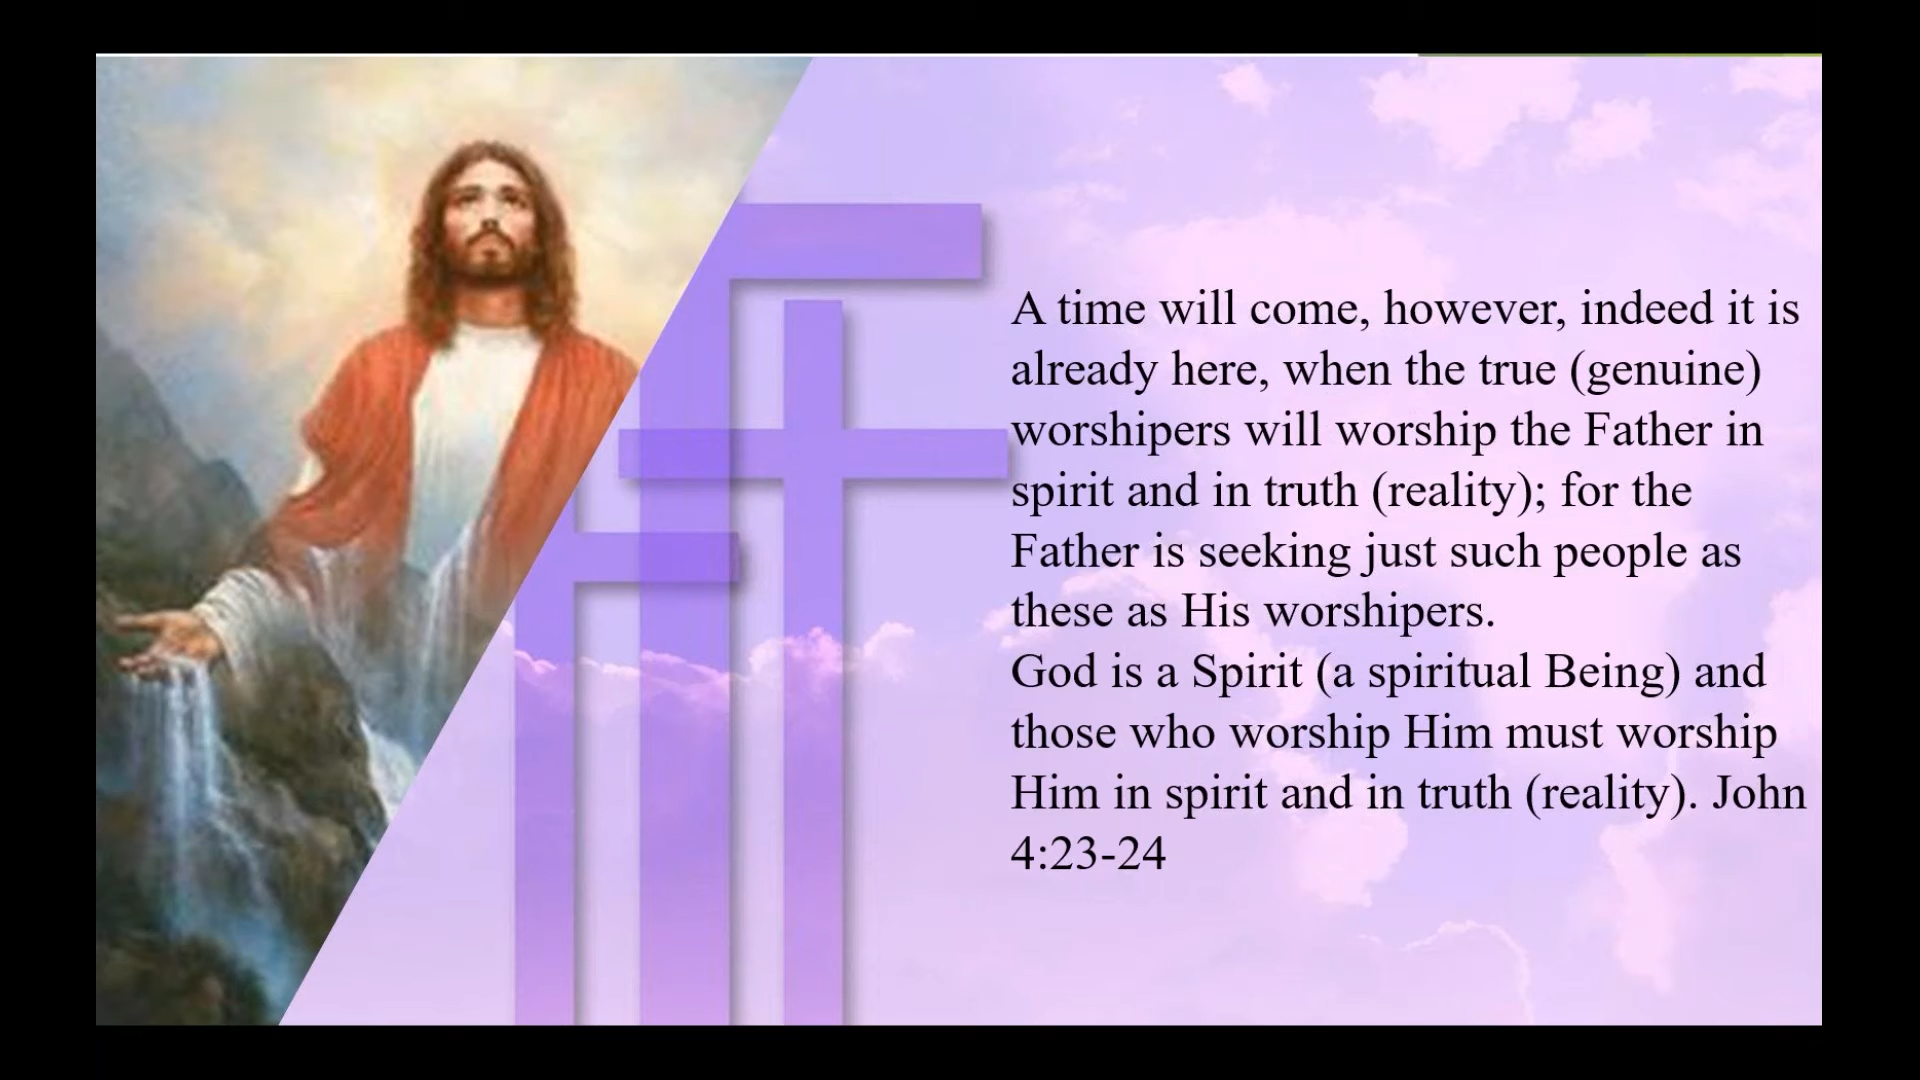 A time will come, however, indeed it is
already here, when the true (genuine)
worshipers will worship the Father in
spirit and in truth (reality); for the
Father is seeking just such people as
these as His worshipers.
God is a Spirit (a spiritual Being) and
those who worship Him must worship
Him in spirit and in truth (reality). John
4:23-24